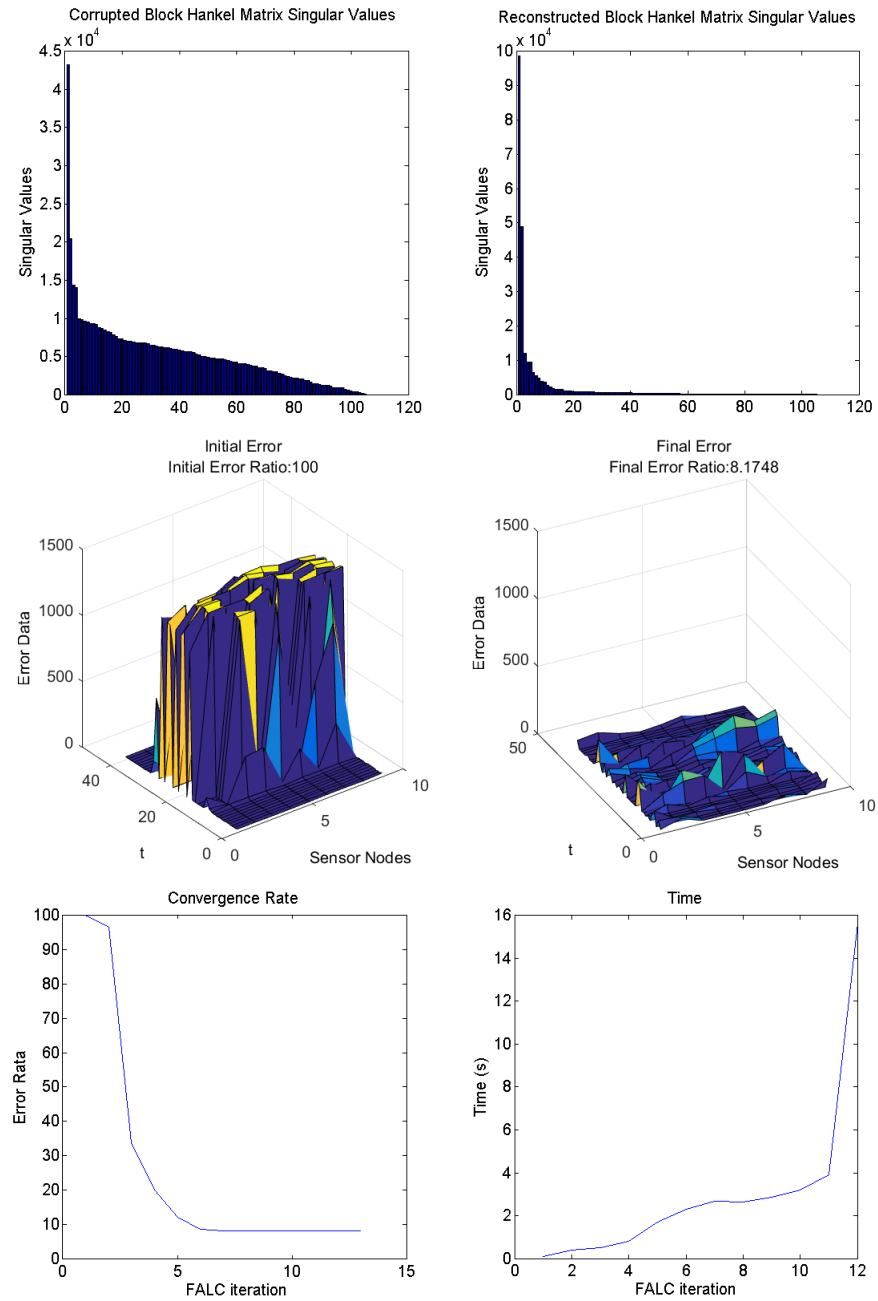 Corrupted Block Hankel Matrix Singular Values
x 10^4
4.5
4
3.5
3
2.5
2
1.5
1
0.5
0
Singular Values
0 20 40 60 80 100 120
Reconstructed Block Hankel Matrix Singular Values
x 10^4
10
9
8
7
6
5
4
3
2
1
0
Singular Values
0 20 40 60 80 100 120
Initial Error
Initial Error Ratio:100
1500
1000
500
0
Error Data
40
20
0
t
0
5
10
Sensor Nodes
Final Error
Final Error Ratio:8.1748
1500
1000
500
0
Error Data
50
0
t
0
5
10
Sensor Nodes
Convergence Rate
100
90
80
70
60
50
40
30
20
10
0
Error Rata
0 5 10 15
FALC iteration
Time
16
14
12
10
8
6
4
2
0
Time (s)
0 2 4 6 8 10 12
FALC iteration